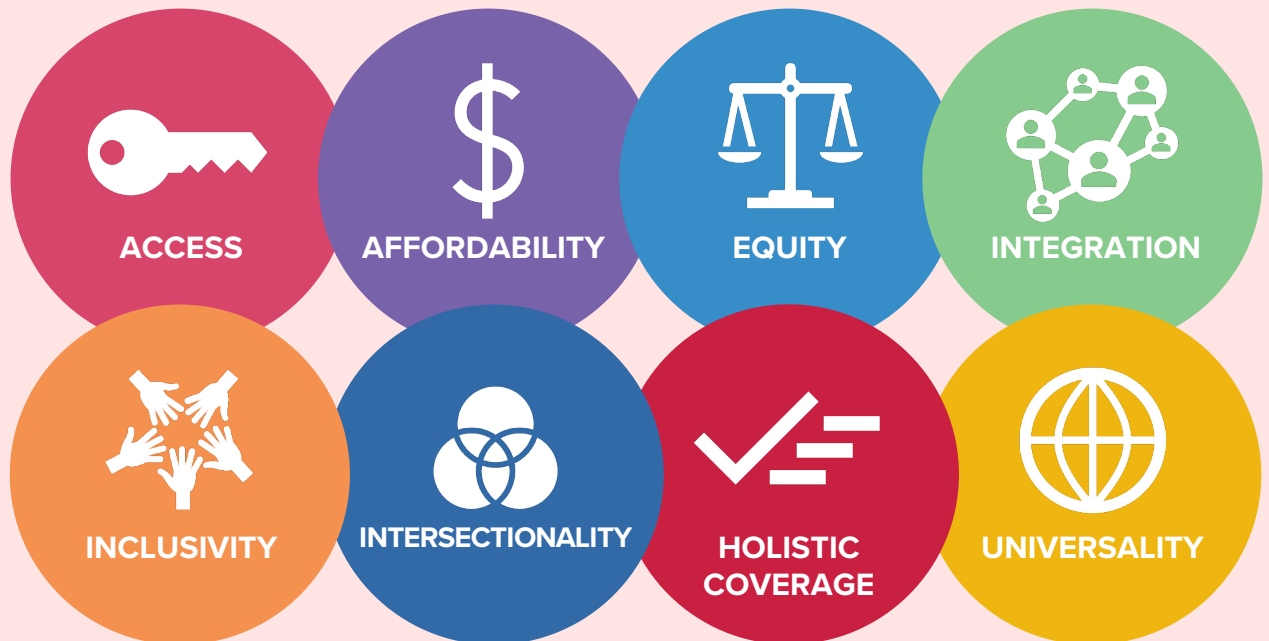 ACCESS
AFFORDABILITY
EQUITY
INTEGRATION
INCLUSIVITY
INTERSECTIONALITY
HOLISTIC
COVERAGE
UNIVERSALITY